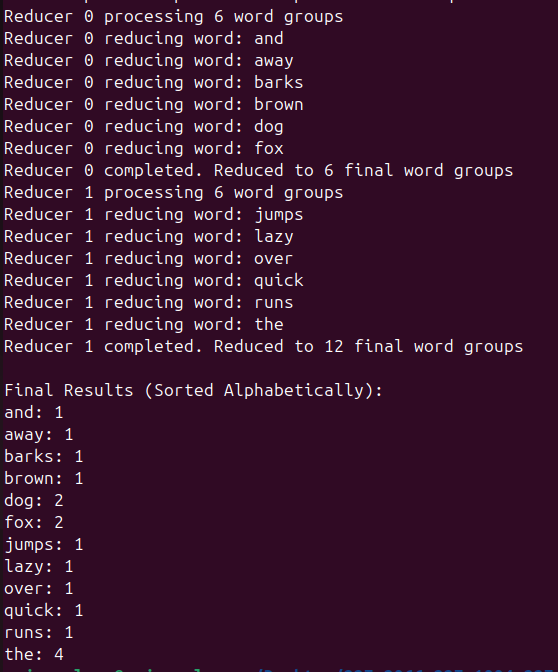 Reducer 0 processing 6 word groups
Reducer 0 reducing word: and
Reducer 0 reducing word: away
Reducer 0 reducing word: barks
Reducer 0 reducing word: brown
Reducer 0 reducing word: dog
Reducer 0 reducing word: fox
Reducer 0 completed. Reduced to 6 final word groups
Reducer 1 processing 6 word groups
Reducer 1 reducing word: jumps
Reducer 1 reducing word: lazy
Reducer 1 reducing word: over
Reducer 1 reducing word: quick
Reducer 1 reducing word: runs
Reducer 1 reducing word: the
Reducer 1 completed. Reduced to 12 final word groups
Final Results (Sorted Alphabetically):
and: 1
away: 1
barks: 1
brown: 1
dog: 2
fox: 2
jumps: 1
lazy: 1
over: 1
quick: 1
runs: 1
the: 4